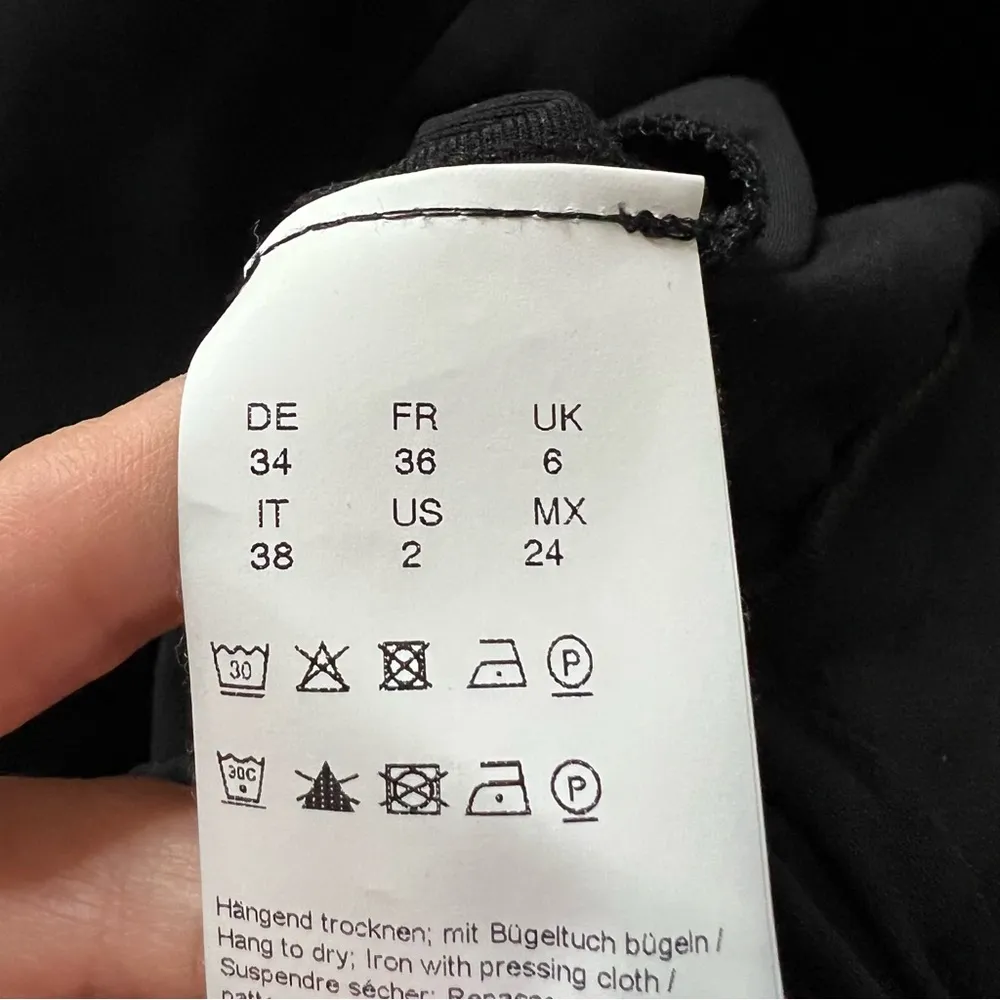 DE FR UK
34 36 6
IT US MX
38 2 24
30 P
30C P
Hängend trocknen; mit Bügeltuch bügeln /
Hang to dry; Iron with pressing cloth /
Suspendre sécher;